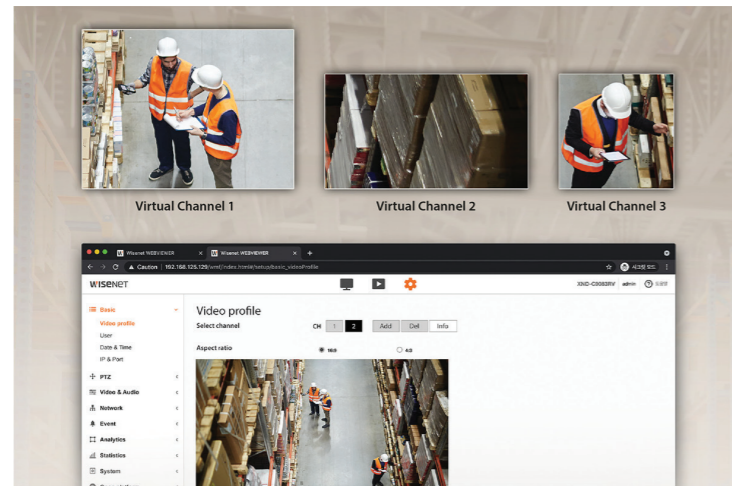 Virtual Channel 1
Virtual Channel 2
Virtual Channel 3
Wisenet WEBVIEWER
Wisenet WEBVIEWER
Caution 192.168.125.129/wmf/index.html#/setup/basic_videoProfile
WISENET
XND-C8083RV admin
Basic
Video profile
User
Date & Time
IP & Port
PTZ
Video & Audio
Network
Event
Analytics
Statistics
System
Video profile
Select channel CH 1 2 Add Del Info
Aspect ratio 16:9 4:3